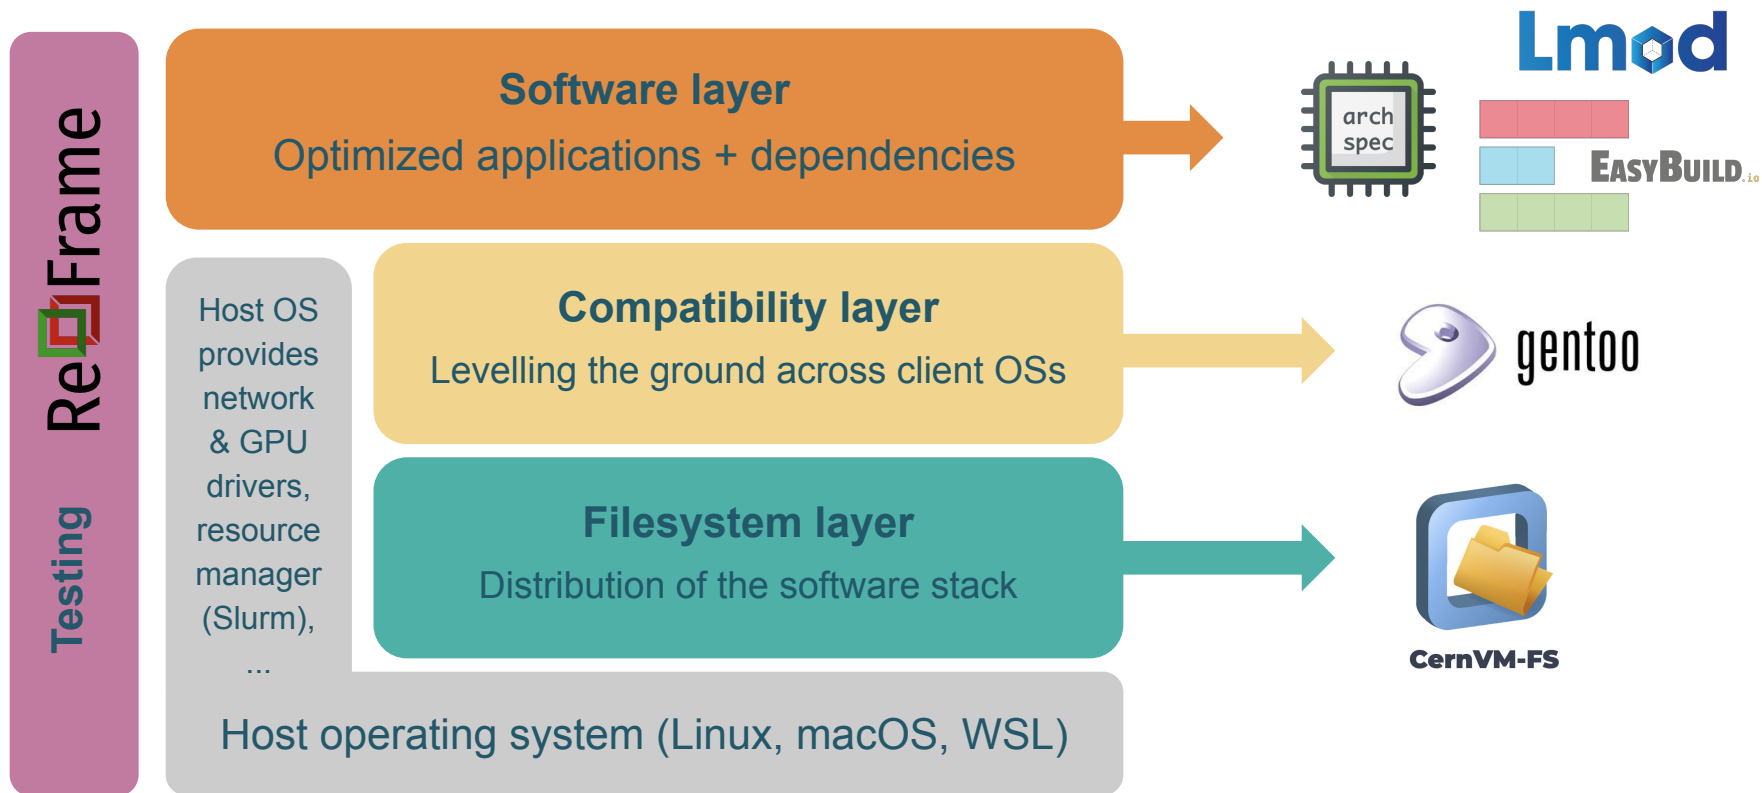 ReFrame
Testing
Software layer
Optimized applications + dependencies
arch
spec
Lmod
EASYBUILD.io
Host OS
provides
network
& GPU
drivers,
resource
manager
(Slurm),
...
Compatibility layer
Levelling the ground across client OSs
gentoo
Filesystem layer
Distribution of the software stack
CernVM-FS
Host operating system (Linux, macOS, WSL)